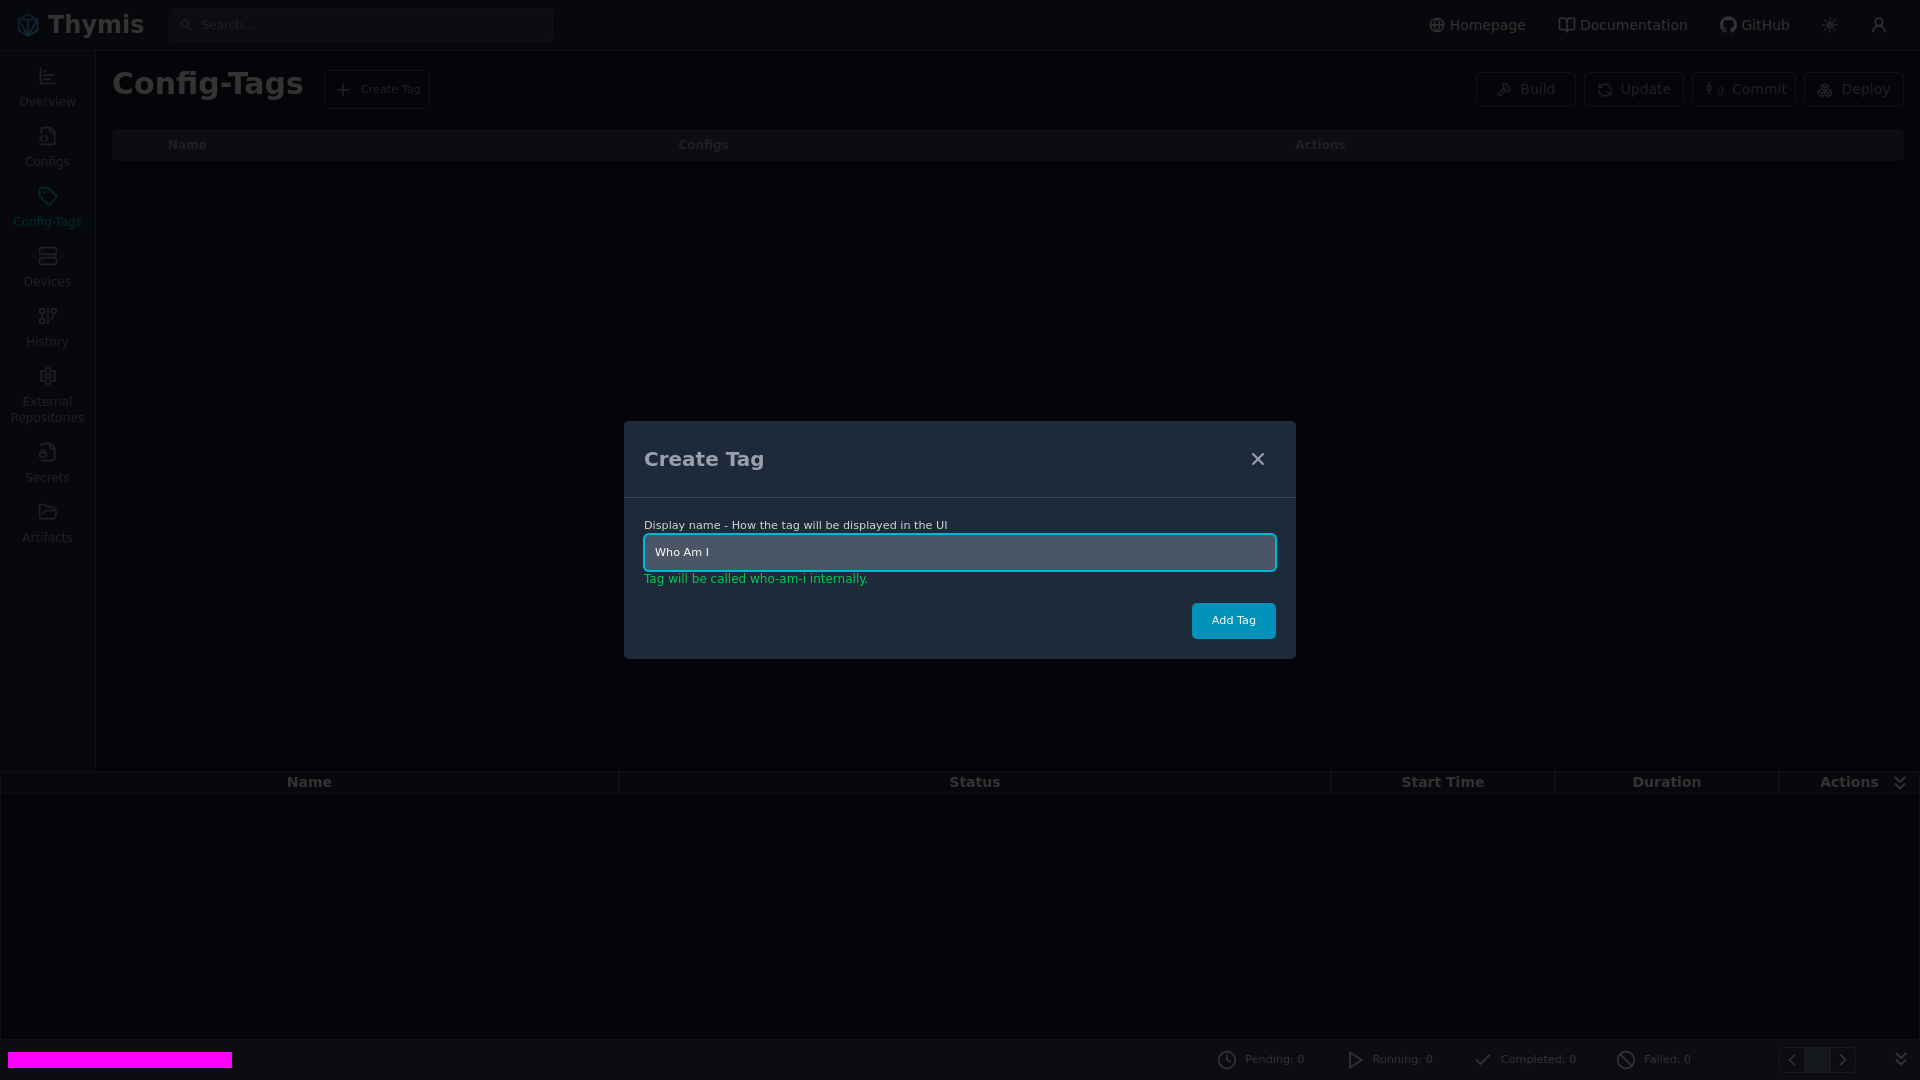 Thymis
Search...
Homepage
Documentation
GitHub
Overview
Configs
Config-Tags
Devices
History
External
Repositories
Secrets
Artifacts
Config-Tags
Create Tag
Build
Update
0 Commit
Deploy
Name Configs Actions
Create Tag
Display name - How the tag will be displayed in the UI
Who Am I
Tag will be called who-am-i internally.
Add Tag
Name Status Start Time Duration Actions
Pending: 0 Running: 0 Completed: 0 Failed: 0